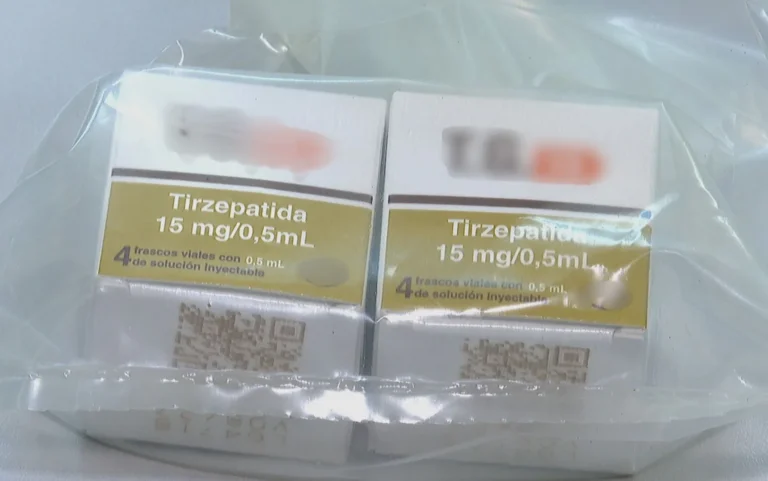 Tirzepatida
15 mg/0,5mL
4 frascos viales con 0,5 mL
de solución inyectable
T.G.
Tirzepatida
15 mg/0,5mL
4 frascos viales con 0,5 mL
de solución inyectable